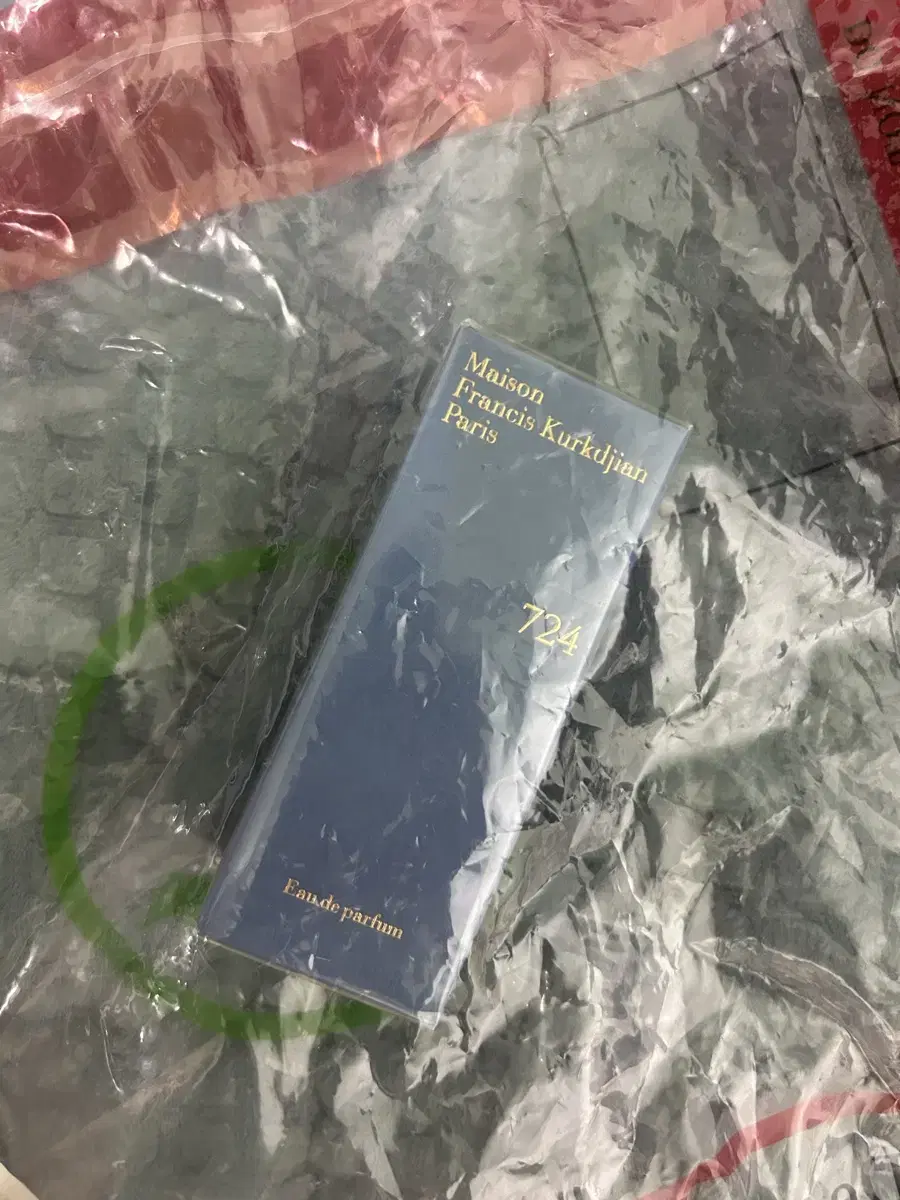 Maison
Francis Kurkdjian
Paris
724
Eau de parfum